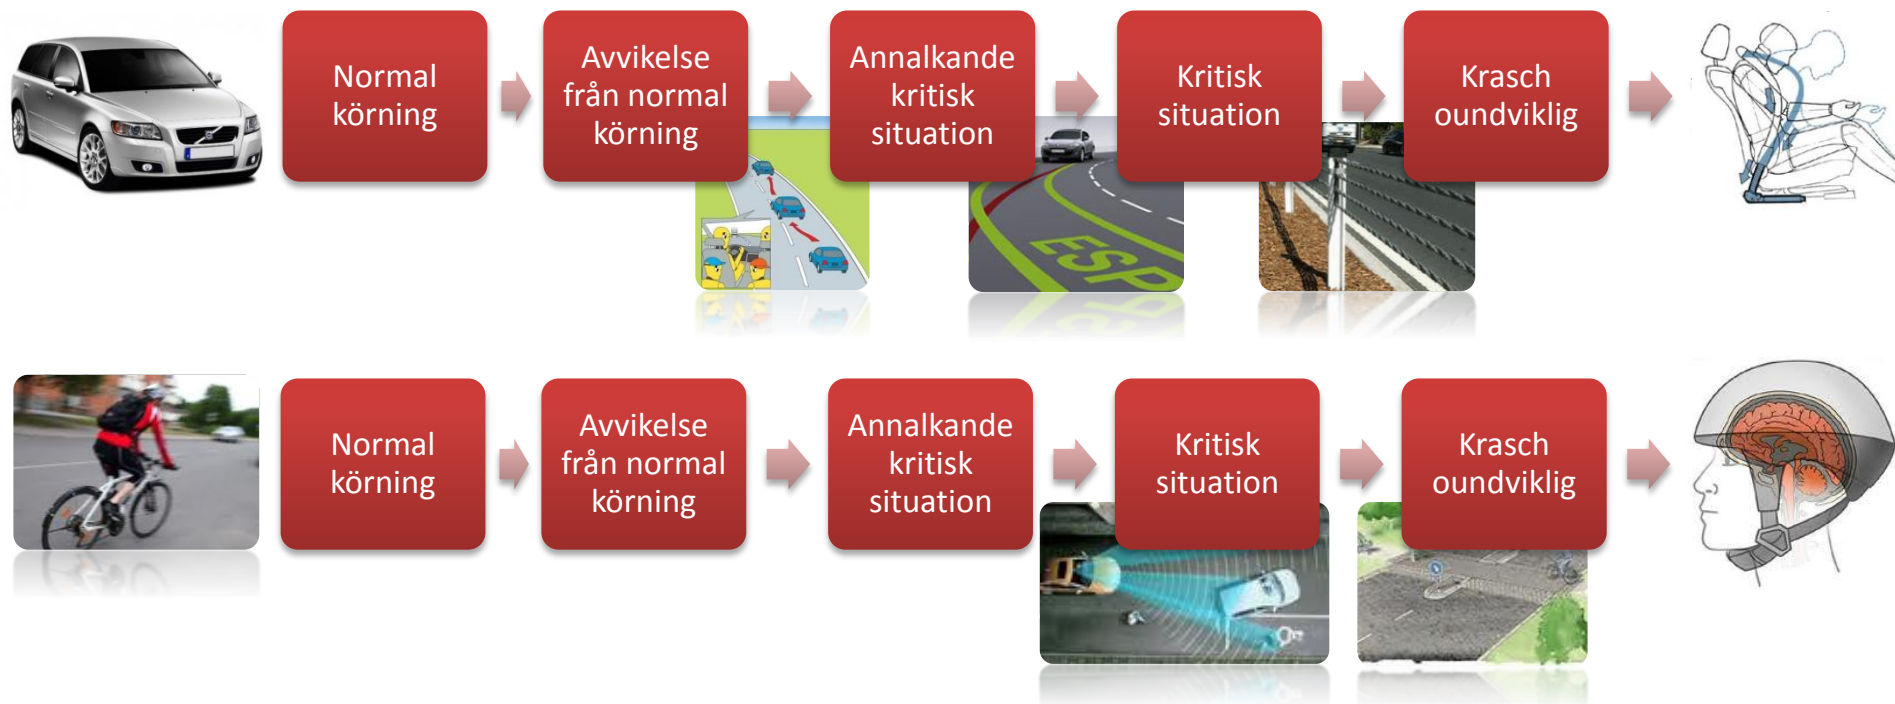 Normal
körning
Avvikelse
från normal
körning
Annalkande
kritisk
situation
Kritisk
situation
Krasch
oundviklig
ESP
Normal
körning
Avvikelse
från normal
körning
Annalkande
kritisk
situation
Kritisk
situation
Krasch
oundviklig